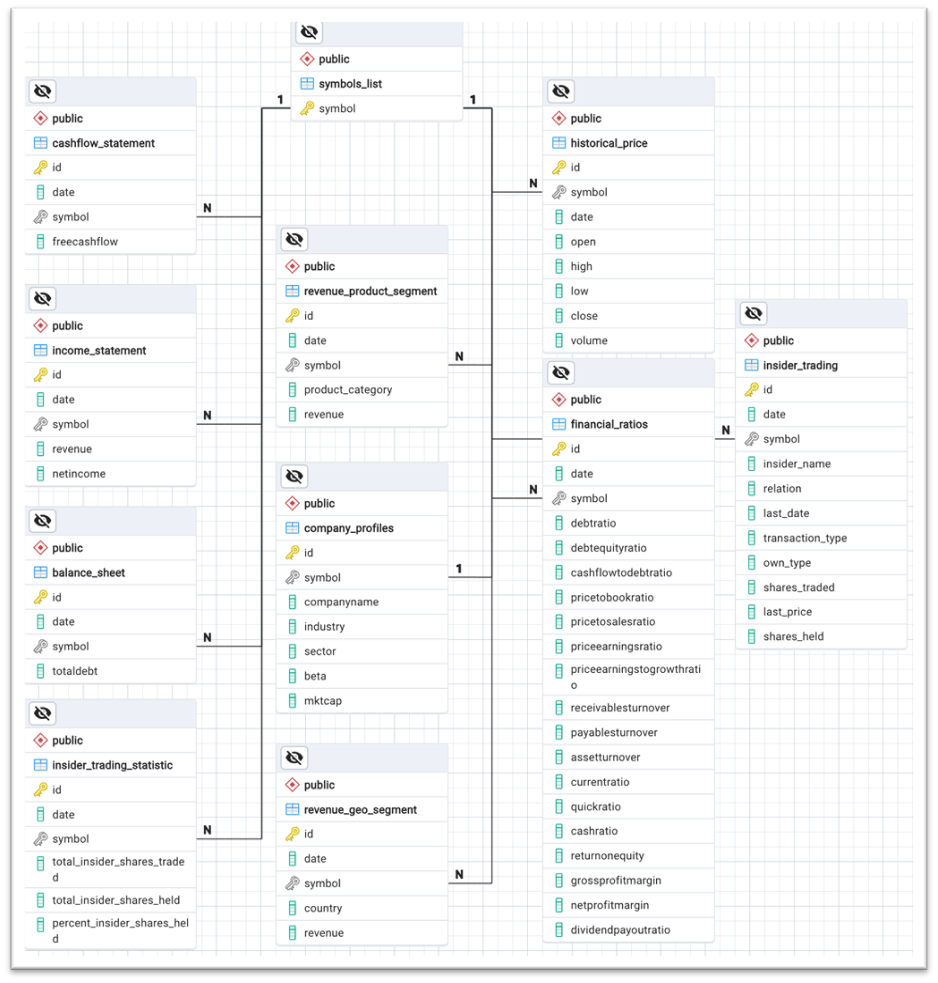 public
symbols_list
symbol
1
1
public
cashflow_statement
id
date
symbol
freecashflow
N
public
income_statement
id
date
symbol
revenue
netincome
N
public
balance_sheet
id
date
symbol
totaldebt
N
public
insider_trading_statistic
id
date
symbol
total_insider_shares_trade
d
total_insider_shares_held
percent_insider_shares_hel
d
N
public
revenue_product_segment
id
date
symbol
product_category
revenue
N
public
company_profiles
id
symbol
companyname
industry
sector
beta
mktcap
1
public
revenue_geo_segment
id
date
symbol
country
revenue
N
public
historical_price
id
symbol
date
open
high
low
close
volume
N
public
financial_ratios
id
date
symbol
debtratio
debtequityratio
cashflowtodebtratio
pricetobookratio
pricetosalesratio
priceearningsratio
priceearningstogrowthrati
o
receivablesturnover
payablesturnover
assetturnover
currentratio
quickratio
cashratio
returnonequity
grossprofitmargin
netprofitmargin
dividendpayoutratio
N
public
insider_trading
id
date
symbol
insider_name
relation
last_date
transaction_type
own_type
shares_traded
last_price
shares_held
N